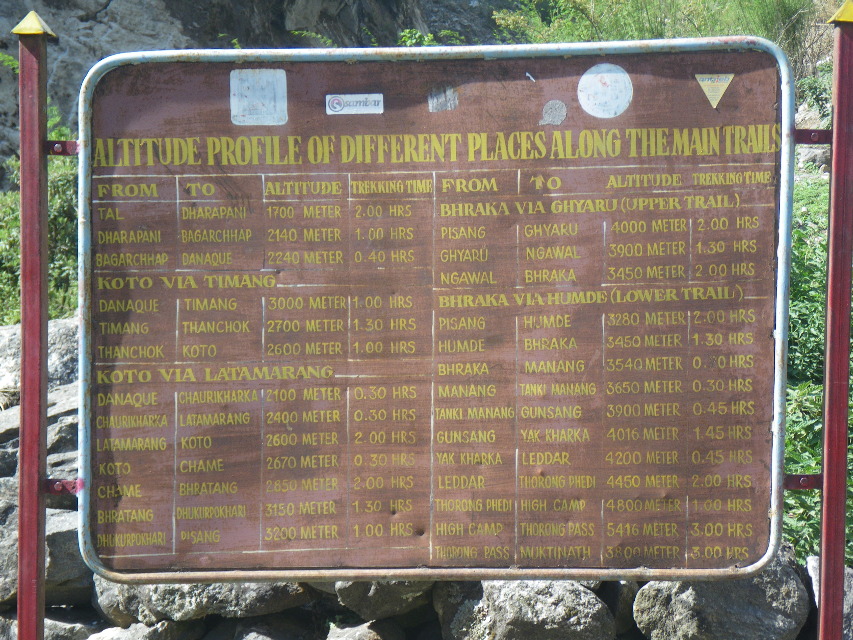 sambar
ALTITUDE PROFILE OF DIFFERENT PLACES ALONG THE MAIN TRAILS
FROM TO ALTITUDE TREKKING TIME
TAL DHARAPANI 1700 METER 2.00 HRS
DHARAPANI BAGARCHHAP 2140 METER 1.00 HRS
BAGARCHHAP DANAQUE 2240 METER 0.40 HRS
KOTO VIA TIMANG
DANAQUE TIMANG 3000 METER 1.00 HRS
TIMANG THANCHOK 2700 METER 1.30 HRS
THANCHOK KOTO 2600 METER 1.00 HRS
KOTO VIA LATAMARANG
DANAQUE CHAURIKHARKA 2100 METER 0.30 HRS
CHAURIKHARKA LATAMARANG 2400 METER 0.30 HRS
LATAMARANG KOTO 2600 METER 2.00 HRS
KOTO CHAME 2670 METER 0.30 HRS
CHAME BHRATANG 2850 METER 2.00 HRS
BHRATANG DHUKURPOKHARI 3150 METER 1.30 HRS
DHUKURPOKHARI PISANG 3200 METER 1.00 HRS
FROM TO ALTITUDE TREKKING TIME
BHRAKA VIA GHYARU (UPPER TRAIL)
PISANG GHYARU 4000 METER 2.00 HRS
GHYARU NGAWAL 3900 METER 1.30 HRS
NGAWAL BHRAKA 3450 METER 2.00 HRS
BHRAKA VIA HUMDE (LOWER TRAIL)
PISANG HUMDE 3280 METER 2.00 HRS
HUMDE BHRAKA 3450 METER 1.30 HRS
BHRAKA MANANG 3540 METER HRS
MANANG TANKI MANANG 3650 METER 0.30 HRS
TANKI MANANG GUNSANG 3900 METER 0.45 HRS
GUNSANG YAK KHARKA 4016 METER 1.45 HRS
YAK KHARKA LEDDAR 4200 METER 0.45 HRS
LEDDAR THORONG PHEDI 4450 METER 2.00 HRS
THORONG PHEDI HIGH CAMP 4800 METER 1.00 HRS
HIGH CAMP THORONG PASS 5416 METER 3.00 HRS
THORONG PASS MUKTINATH 3800 METER 3.00 HRS